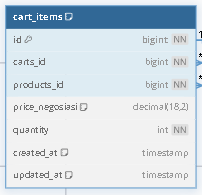 cart_items
id bigint NN 1
carts_id bigint NN *
products_id bigint NN *
price_negosiasi decimal(18,2)
quantity int NN
created_at timestamp
updated_at timestamp